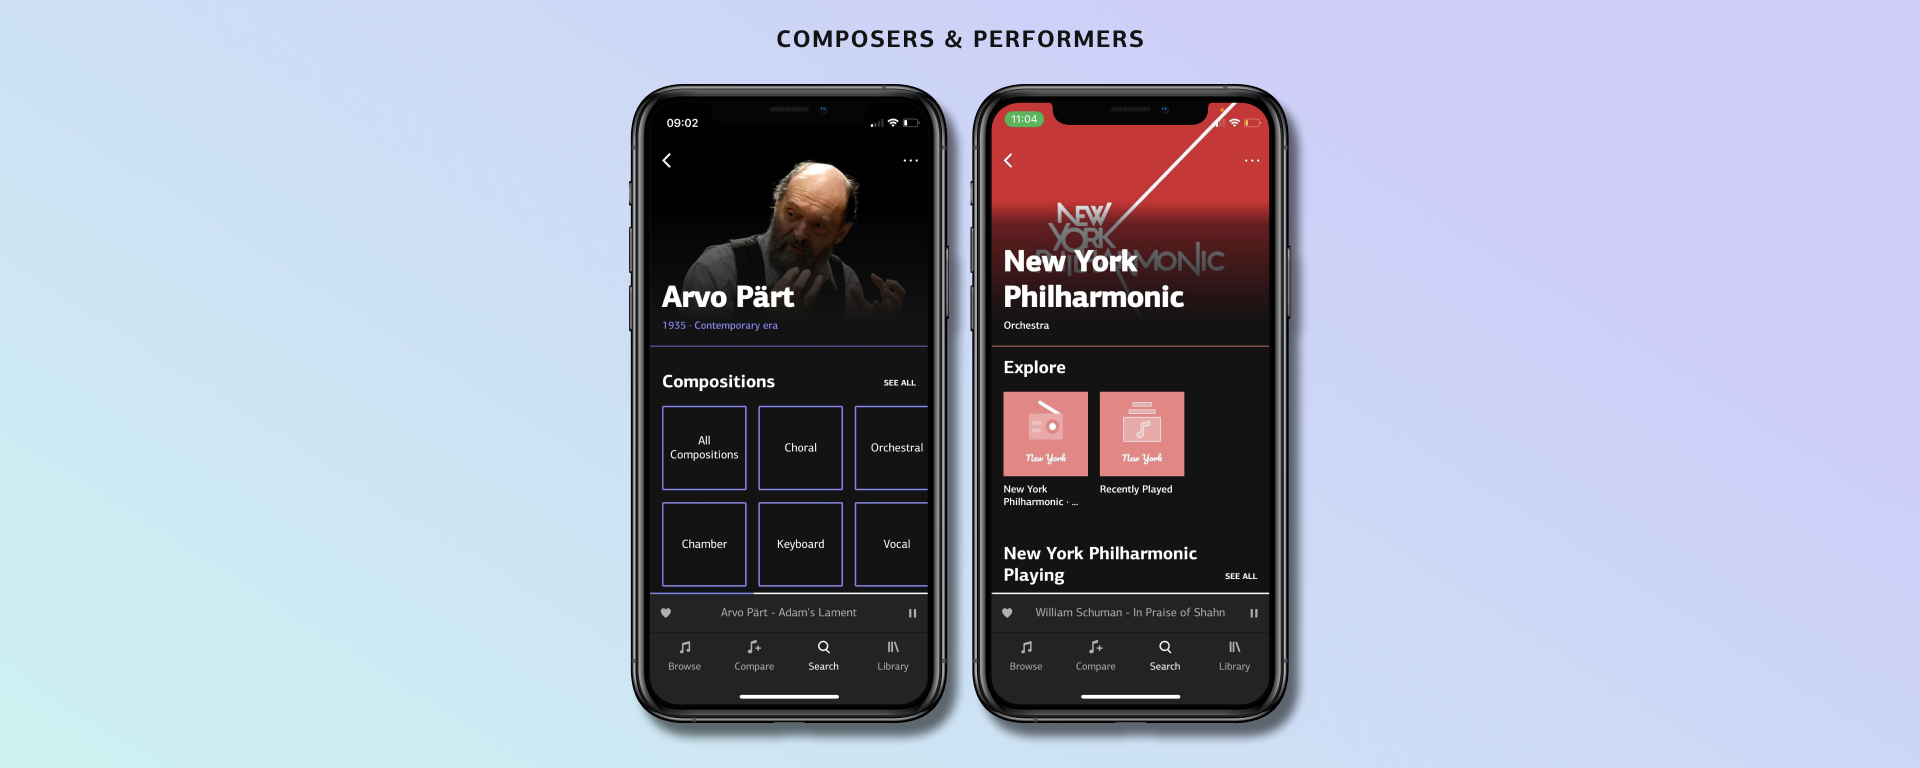 COMPOSERS & PERFORMERS
09:02
Arvo Pärt
1935 · Contemporary era
Compositions
SEE ALL
All
Compositions
Choral
Orchestral
Chamber
Keyboard
Vocal
Arvo Pärt - Adam's Lament
Browse
Compare
Search
Library
11:04
NEW
YORK
PHILHARMONIC
New York
Philharmonic
Orchestra
Explore
New York
New York
New York
Philharmonic · ...
Recently Played
New York Philharmonic
Playing
SEE ALL
William Schuman - In Praise of Shahn
Browse
Compare
Search
Library